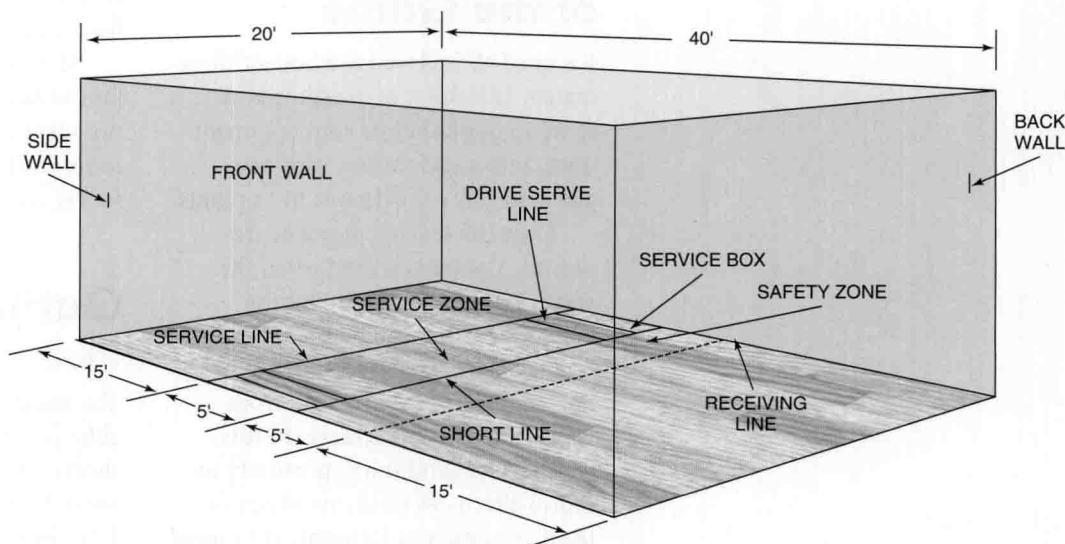 20'
40'
SIDE
WALL
FRONT WALL
DRIVE SERVE
LINE
BACK
WALL
SERVICE BOX
SAFETY ZONE
SERVICE ZONE
SERVICE LINE
15'
5'
5'
SHORT LINE
RECEIVING
LINE
15'